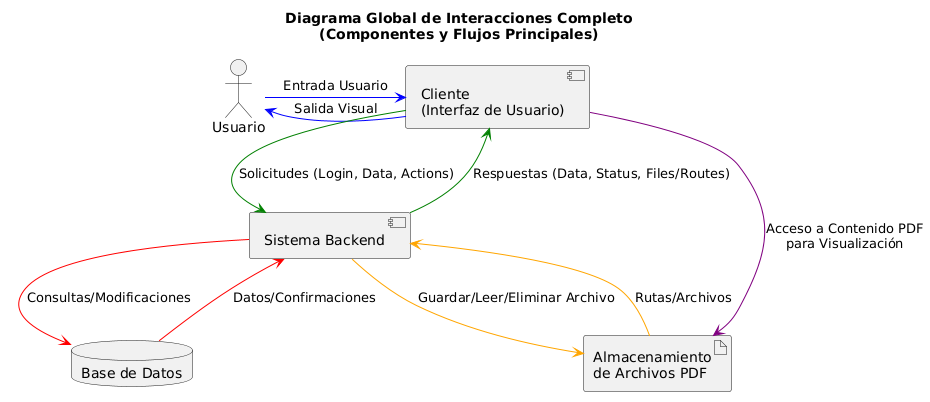 Diagrama Global de Interacciones Completo
(Componentes y Flujos Principales)
Entrada Usuario
Salida Visual
Usuario
Cliente
(Interfaz de Usuario)
Solicitudes (Login, Data, Actions)
Respuestas (Data, Status, Files/Routes)
Acceso a Contenido PDF
para Visualización
Sistema Backend
Consultas/Modificaciones
Datos/Confirmaciones
Guardar/Leer/Eliminar Archivo
Rutas/Archivos
Base de Datos
Almacenamiento
de Archivos PDF